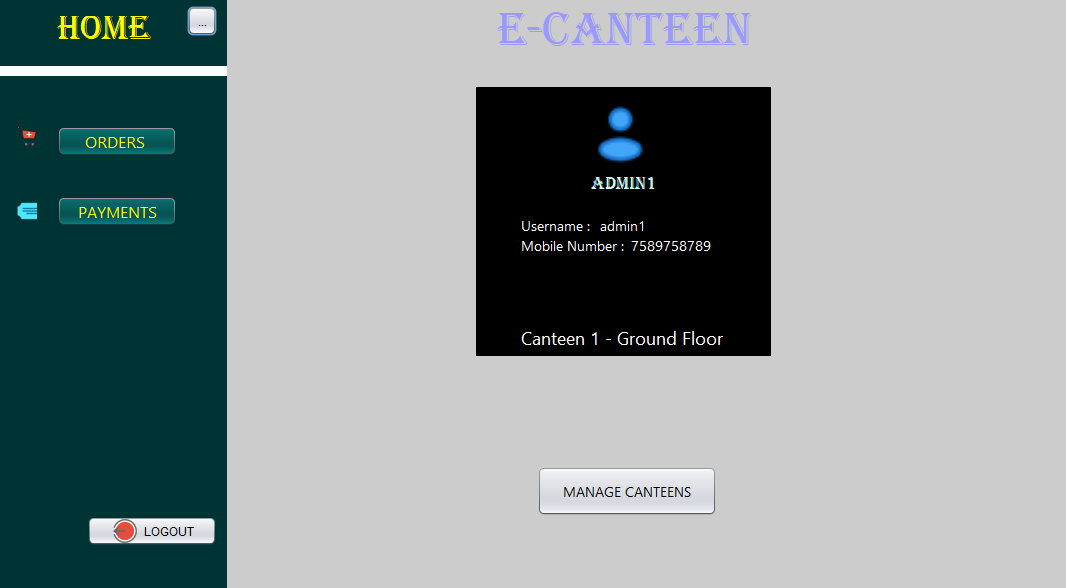 HOME
...
ORDERS
PAYMENTS
LOGOUT
E-CANTEEN
ADMIN1
Username : admin1
Mobile Number : 7589758789
Canteen 1 - Ground Floor
MANAGE CANTEENS